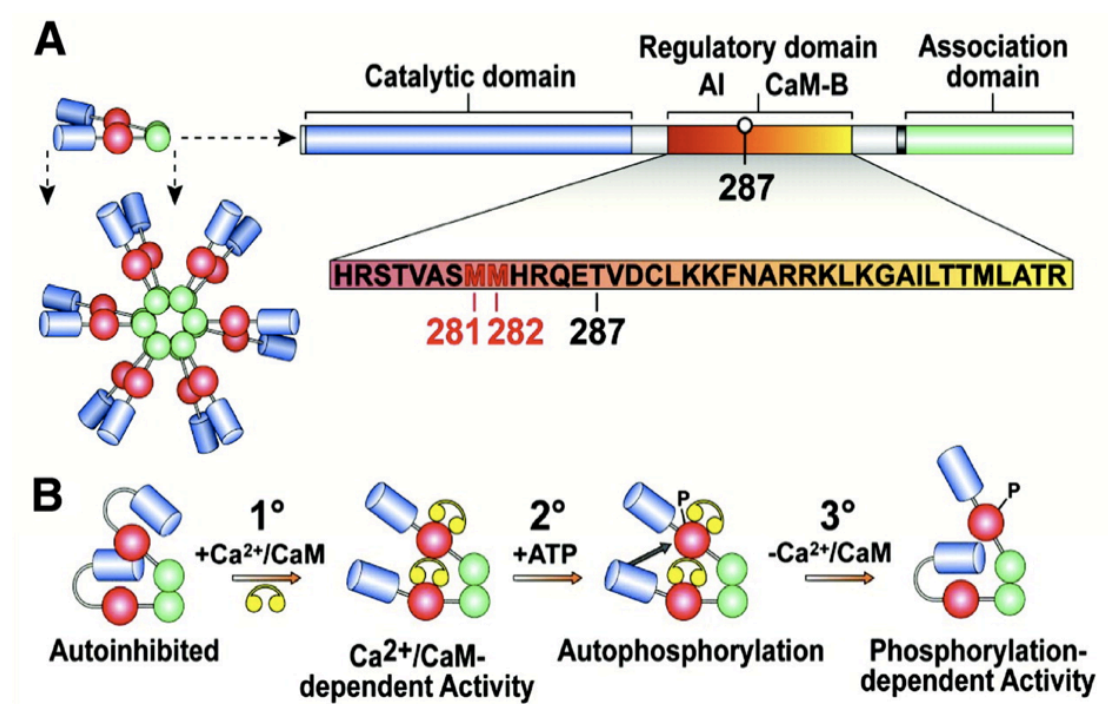 A
Catalytic domain
Regulatory domain
AI CaM-B
Association
domain
287
HRSTVASMMHRQETVDCLKKFNARRKLKGAILTTMLATR
281 282 287
B
1°
+Ca²⁺/CaM
2°
+ATP
3°
-Ca²⁺/CaM
P
P
Autoinhibited
Ca2+/CaM-
dependent Activity
Autophosphorylation
Phosphorylation-
dependent Activity